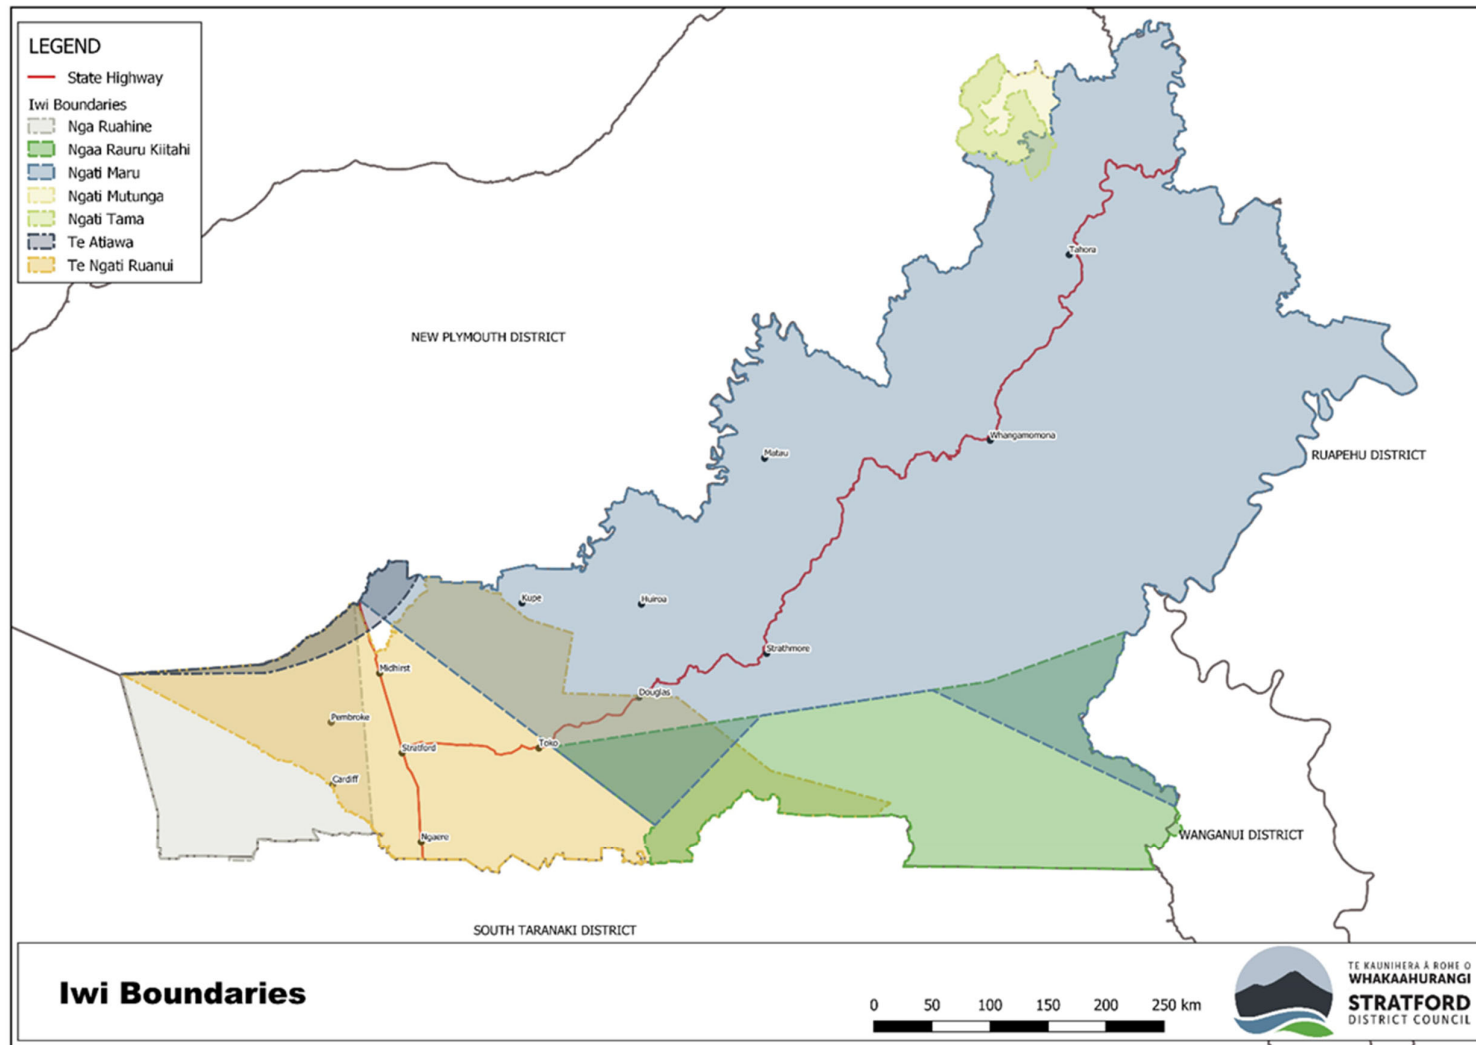 LEGEND
State Highway
Iwi Boundaries
Nga Ruahine
Ngaa Rauru Kiitahi
Ngati Maru
Ngati Mutunga
Ngati Tama
Te Atiawa
Te Ngati Ruanui
Tahora
NEW PLYMOUTH DISTRICT
Whangamomona
Matau
RUAPEHU DISTRICT
Kupe
Huiroa
Strathmore
Midhirst
Douglas
Pembroke
Stratford
Toko
Cardiff
Ngaere
WANGANUI DISTRICT
SOUTH TARANAKI DISTRICT
Iwi Boundaries
0 50 100 150 200 250 km
TE KAUNIHERA Ā ROHE O
WHAKAAHURANGI
STRATFORD
DISTRICT COUNCIL